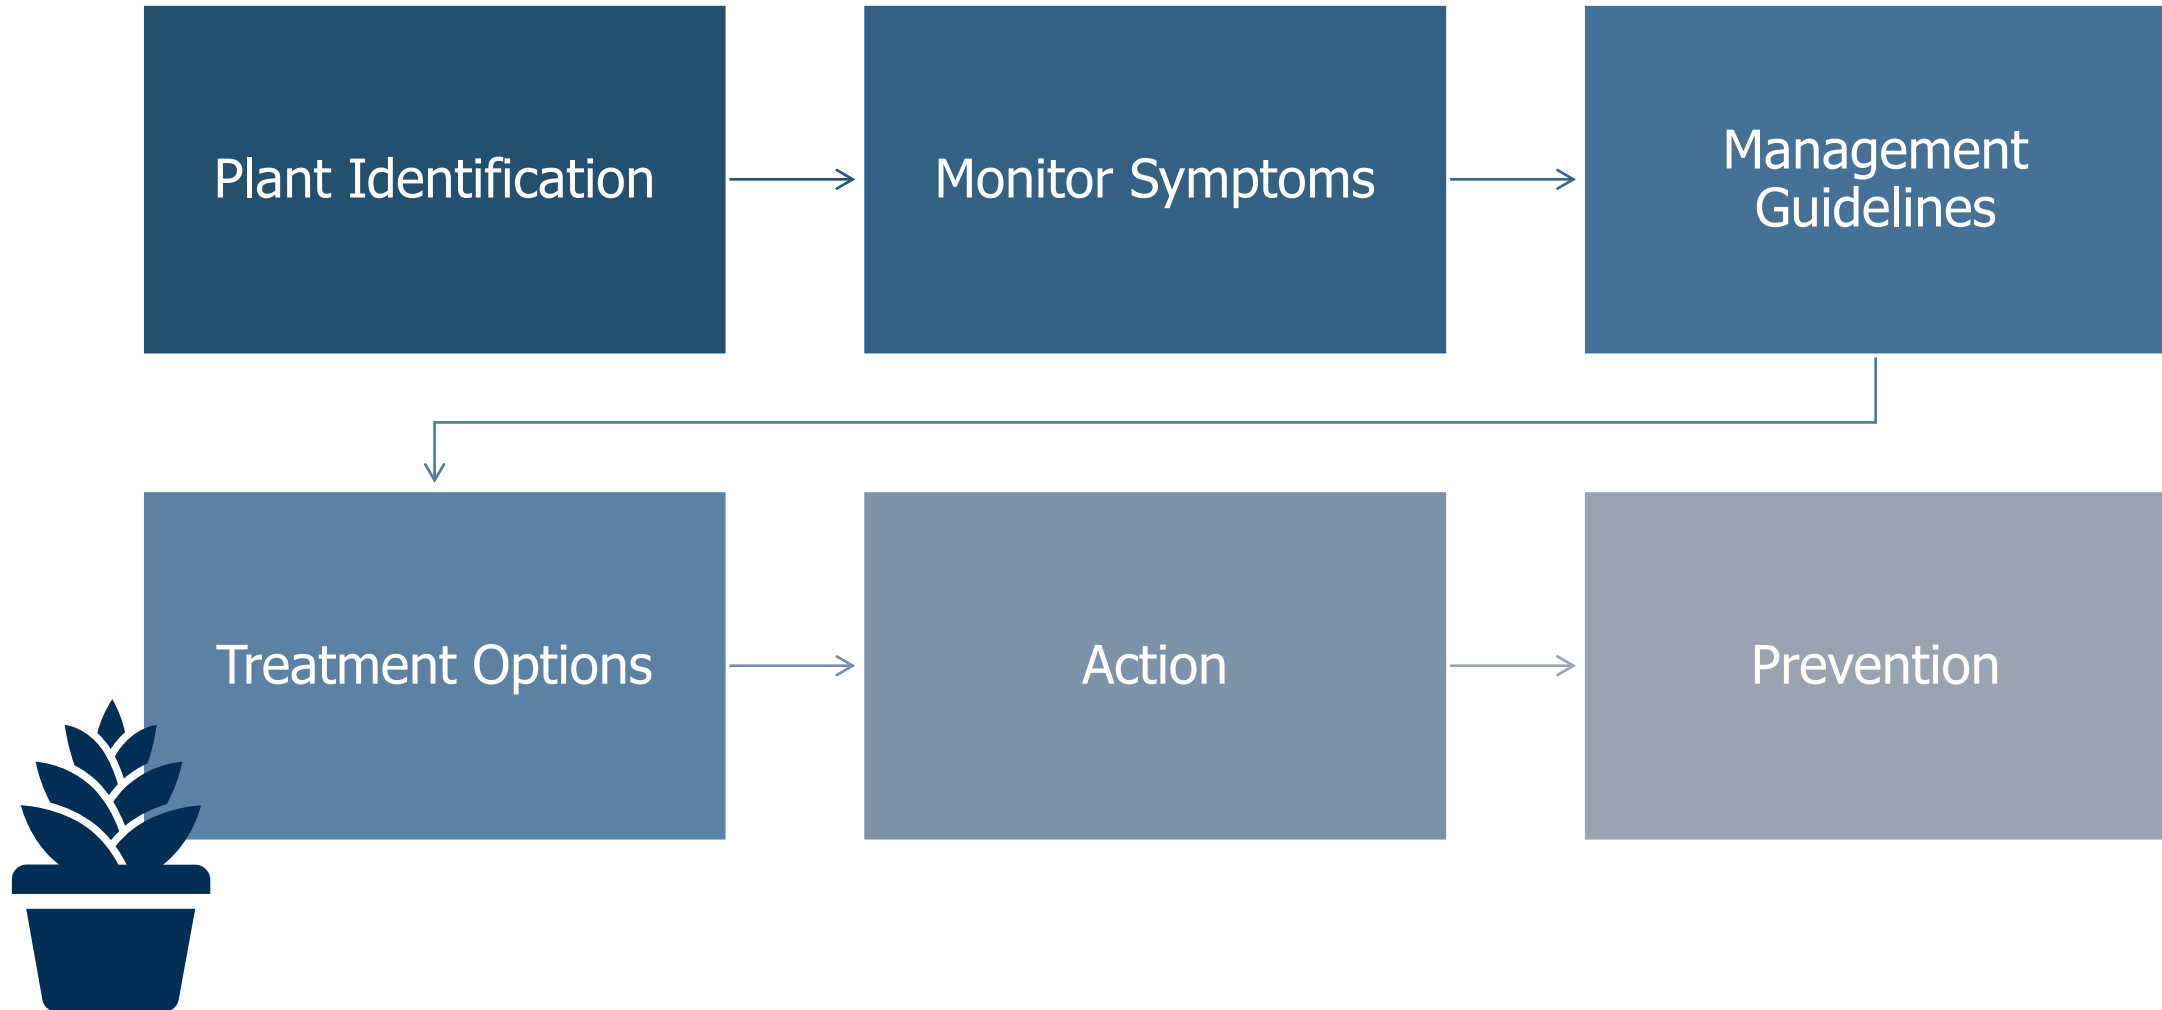 Plant Identification
Monitor Symptoms
Management
Guidelines
Treatment Options
Action
Prevention